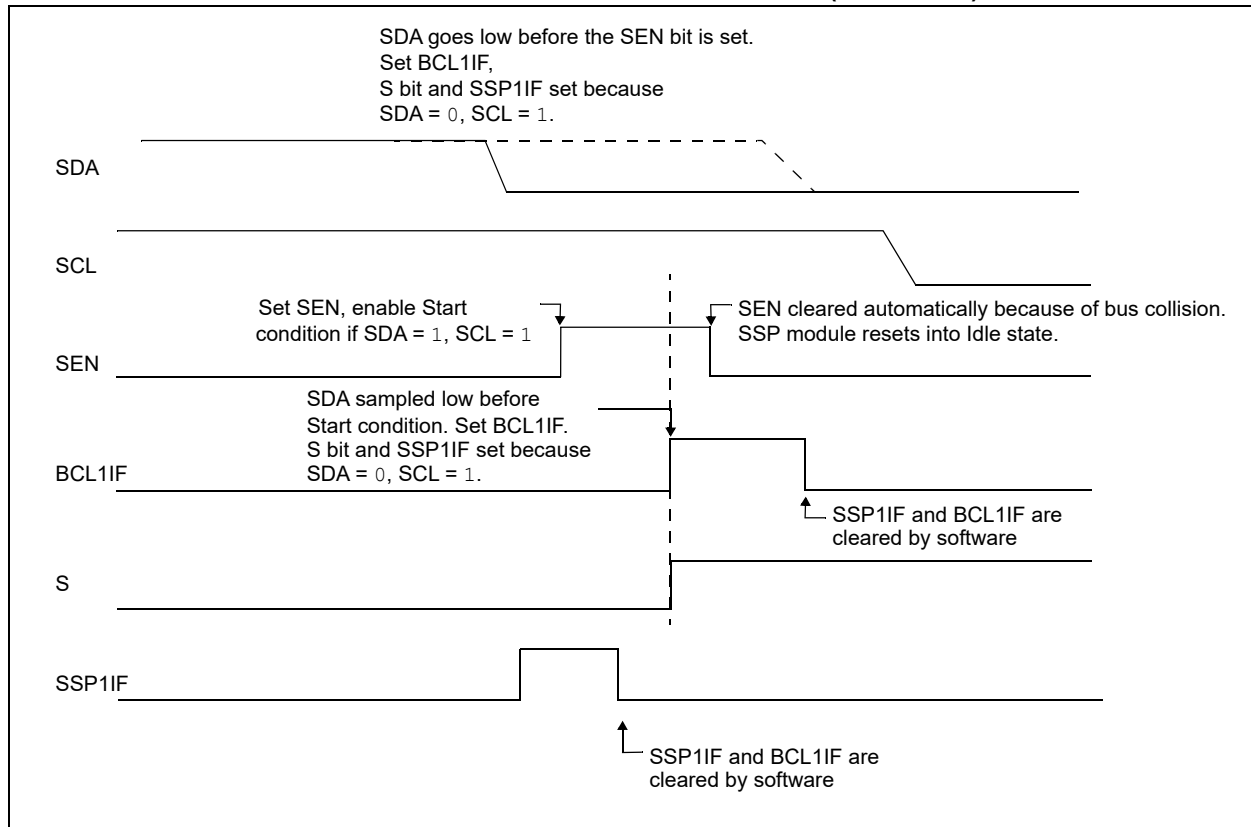 SDA goes low before the SEN bit is set.
Set BCL1IF,
S bit and SSP1IF set because
SDA = 0, SCL = 1.
SDA
SCL
Set SEN, enable Start
condition if SDA = 1, SCL = 1
SEN cleared automatically because of bus collision.
SSP module resets into Idle state.
SEN
SDA sampled low before
Start condition. Set BCL1IF.
S bit and SSP1IF set because
SDA = 0, SCL = 1.
BCL1IF
SSP1IF and BCL1IF are
cleared by software
S
SSP1IF
SSP1IF and BCL1IF are
cleared by software